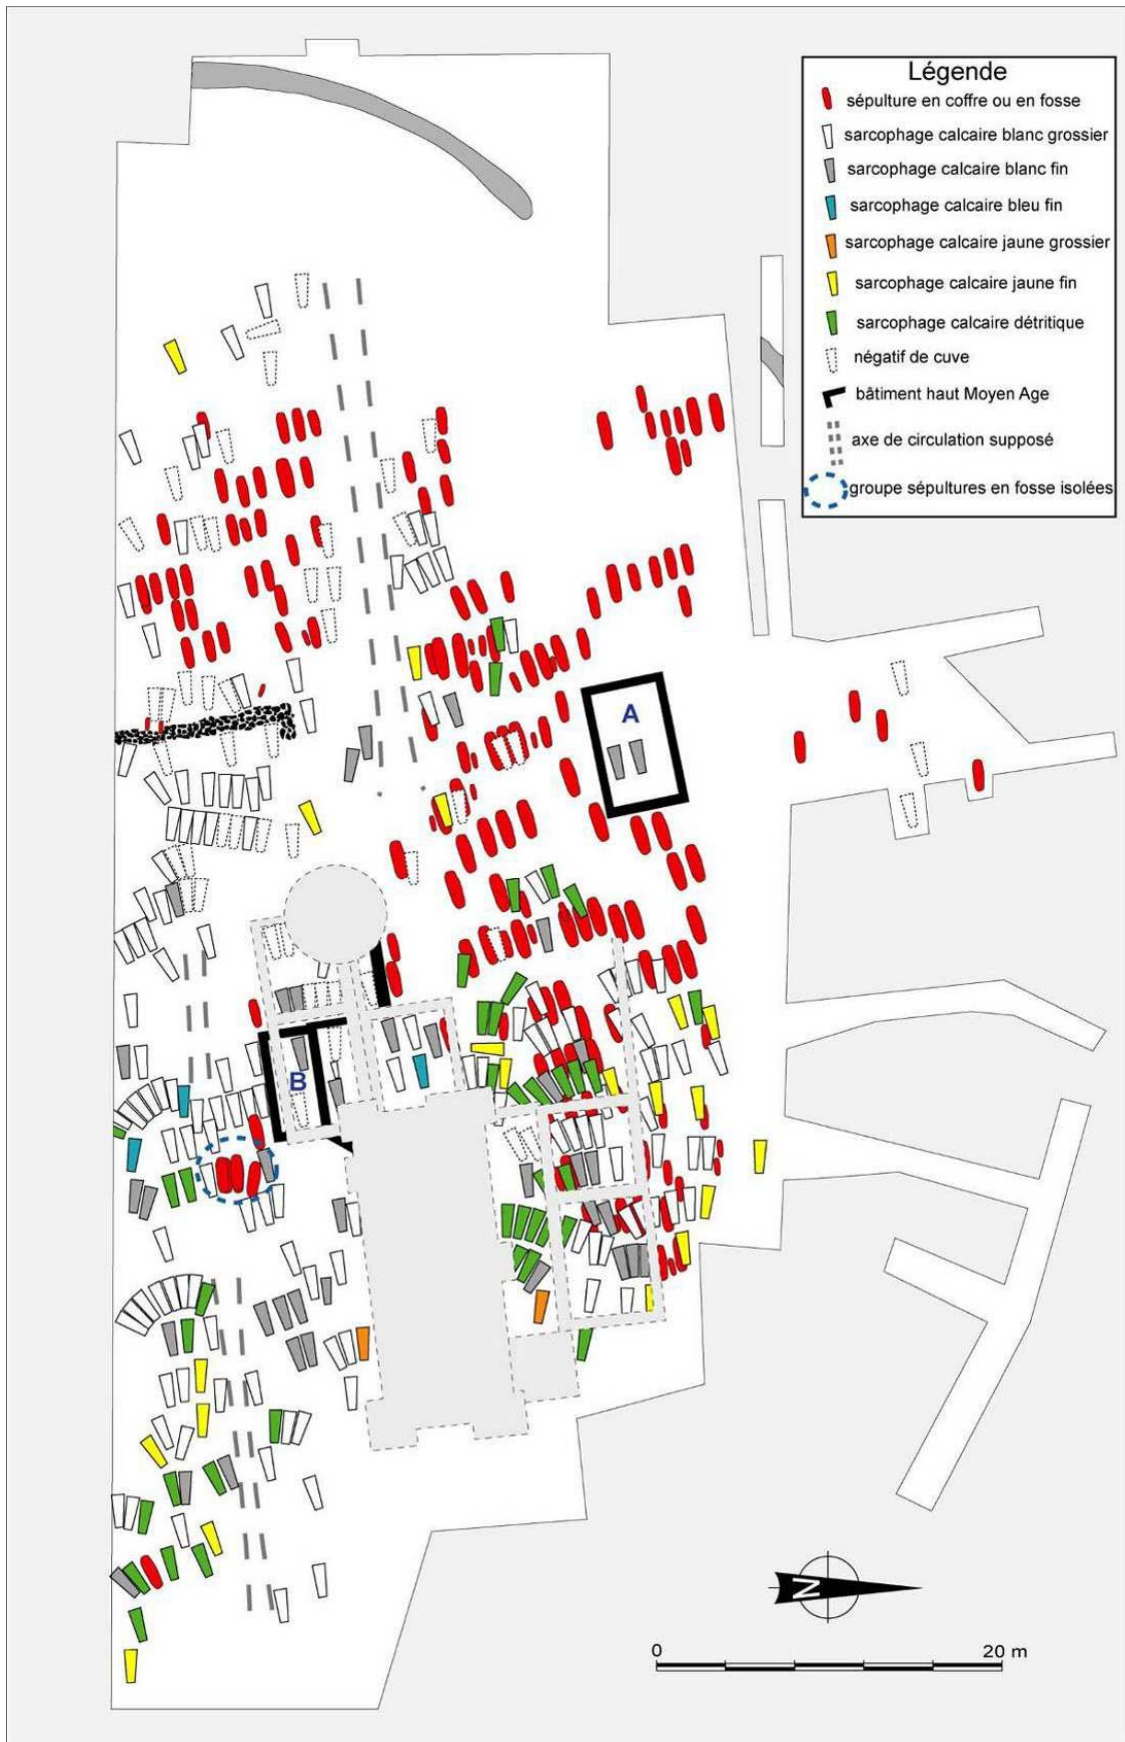 Légende
sépulture en coffre ou en fosse
sarcophage calcaire blanc grossier
sarcophage calcaire blanc fin
sarcophage calcaire bleu fin
sarcophage calcaire jaune grossier
sarcophage calcaire jaune fin
sarcophage calcaire détritique
négatif de cuve
bâtiment haut Moyen Age
axe de circulation supposé
groupe sépultures en fosse isolées
A
B
N
0 20 m